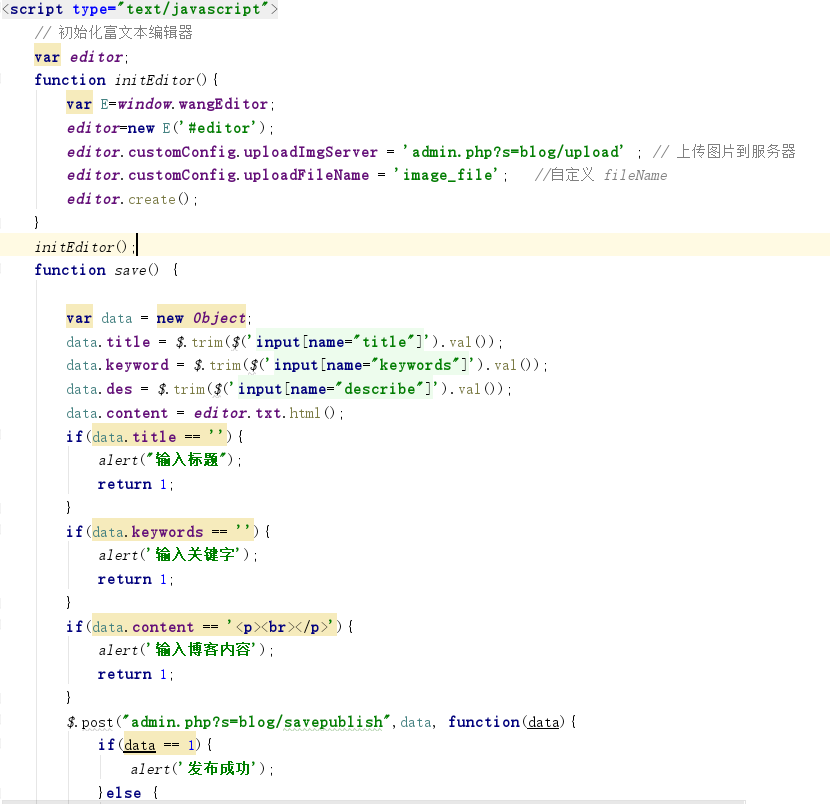 <script type="text/javascript">
// 初始化富文本编辑器
var editor;
function initEditor(){
var E=window.wangEditor;
editor=new E('#editor');
editor.customConfig.uploadImgServer = 'admin.php?s=blog/upload' ; // 上传图片到服务器
editor.customConfig.uploadFileName = 'image_file'; //自定义 fileName
editor.create();
}
initEditor();
function save() {
var data = new Object;
data.title = $.trim($('input[name="title"]').val());
data.keyword = $.trim($('input[name="keywords"]').val());
data.des = $.trim($('input[name="describe"]').val());
data.content = editor.txt.html();
if(data.title == ''){
alert("输入标题");
return 1;
}
if(data.keywords == ''){
alert('输入关键字');
return 1;
}
if(data.content == '<p><br></p>'){
alert('输入博客内容');
return 1;
}
$.post("admin.php?s=blog/savepublish",data, function(data){
if(data == 1){
alert('发布成功');
}else {